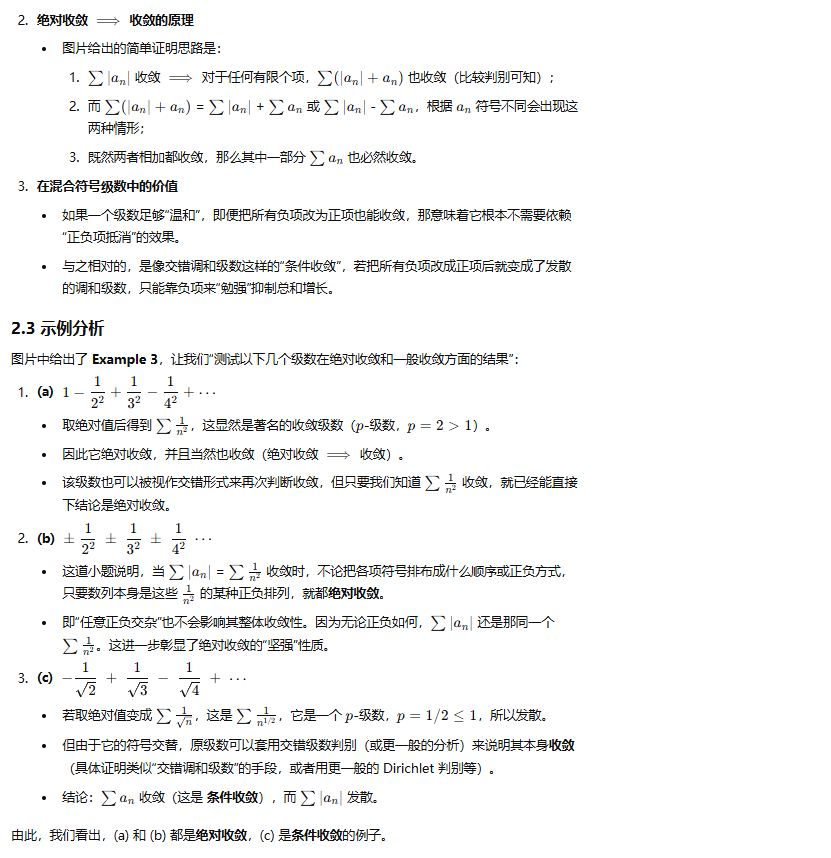 2. 绝对收敛 ⟹ 收敛的原理
• 图片给出的简单证明思路是：
1. ∑|aₙ| 收敛 ⟹ 对于任何有限个项，∑(|aₙ| + aₙ) 也收敛（比较判别可知）；
2. 而 ∑(|aₙ| + aₙ) = ∑|aₙ| + ∑aₙ 或 ∑|aₙ| - ∑aₙ，根据 aₙ 符号不同会出现这
两种情形；
3. 既然两者相加都收敛，那么其中一部分 ∑aₙ 也必然收敛。
3. 在混合符号级数中的价值
• 如果一个级数足够“温和”，即便把所有负项改为正项也能收敛，那意味着它根本不需要依赖
“正负项抵消”的效果。
• 与之相对的，是像交错调和级数这样的“条件收敛”，若把所有负项改成正项后就变成了发散
的调和级数，只能靠负项来“勉强”抑制总和增长。
2.3 示例分析
图片中给出了 Example 3，让我们“测试以下几个级数在绝对收敛和一般收敛方面的结果”：
1. (a) 1 − 1/2² + 1/3² − 1/4² + ⋯
• 取绝对值后得到 ∑ 1/n²，这显然是著名的收敛级数（p-级数，p = 2 > 1）。
• 因此它绝对收敛，并且当然也收敛（绝对收敛 ⟹ 收敛）。
• 该级数也可以被视作交错形式来再次判断收敛，但只要我们知道 ∑ 1/n² 收敛，就已经能直接
下结论是绝对收敛。
2. (b) ± 1/2² ± 1/3² ± 1/4² ⋯
• 这道小题说明，当 ∑|aₙ| = ∑ 1/n² 收敛时，不论把各项符号排布成什么顺序或正负方式，
只要数列本身是这些 1/n² 的某种正负排列，就都绝对收敛。
• 即“任意正负交杂”也不会影响其整体收敛性。因为无论正负如何，∑|aₙ| 还是那同一个
∑ 1/n²。这进一步彰显了绝对收敛的“坚强”性质。
3. (c) −1/√2 + 1/√3 − 1/√4 + ⋯
• 若取绝对值变成 ∑ 1/√n，这是 ∑ 1/n^{1/2}，它是一个 p-级数，p = 1/2 ≤ 1，所以发散。
• 但由于它的符号交替，原级数可以套用交错级数判别（或更一般的分析）来说明其本身收敛
（具体证明类似“交错调和级数”的手段，或者用更一般的 Dirichlet 判别等）。
• 结论：∑aₙ 收敛（这是 条件收敛），而 ∑|aₙ| 发散。
由此，我们看出，(a) 和 (b) 都是绝对收敛，(c) 是条件收敛的例子。